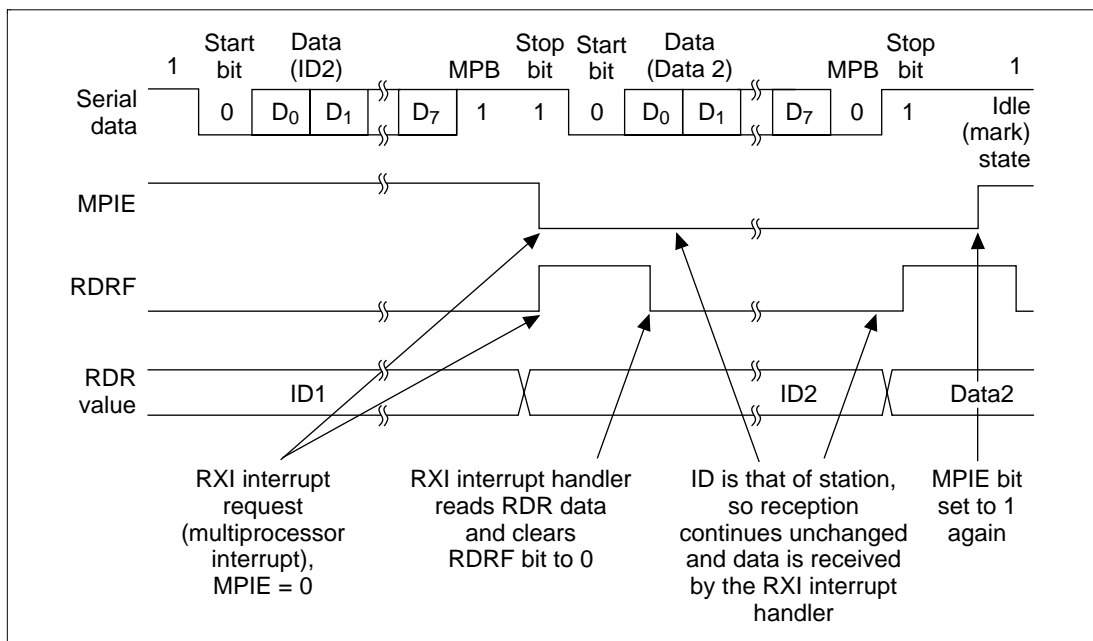 Start bit Data (ID2) Stop bit Start bit Data (Data 2) Stop bit
1 MPB MPB 1
Serial data 0 D0 D1 D7 1 1 0 D0 D1 D7 0 1 Idle (mark) state
MPIE
RDRF
RDR value ID1 ID2 Data2
RXI interrupt
request
(multiprocessor
interrupt),
MPIE = 0
RXI interrupt handler
reads RDR data
and clears
RDRF bit to 0
ID is that of station,
so reception
continues unchanged
and data is received
by the RXI interrupt
handler
MPIE bit
set to 1
again